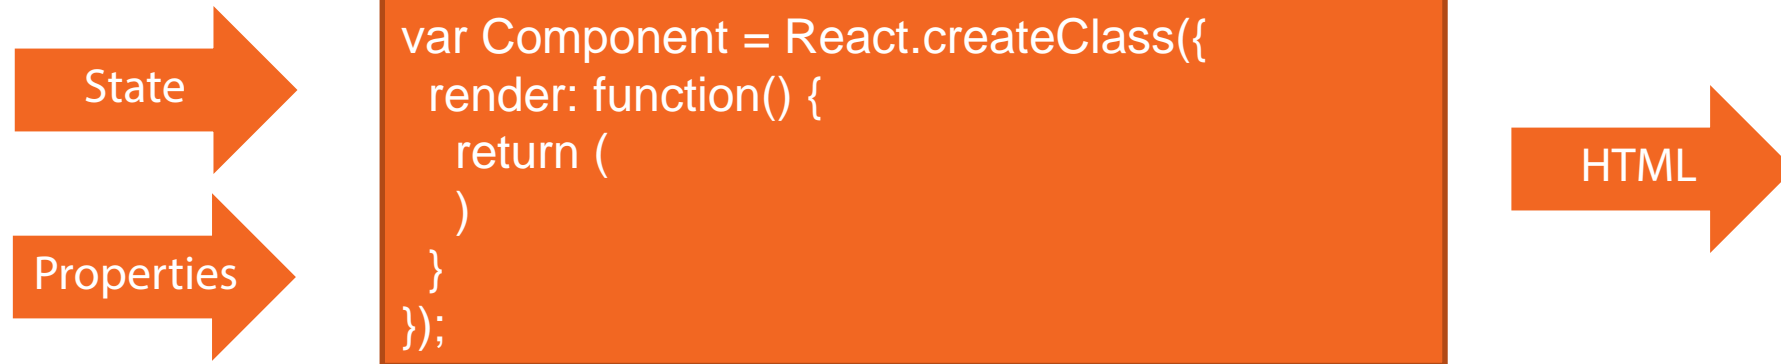 State
Properties
var Component = React.createClass({
render: function() {
return (
)
}
});
HTML